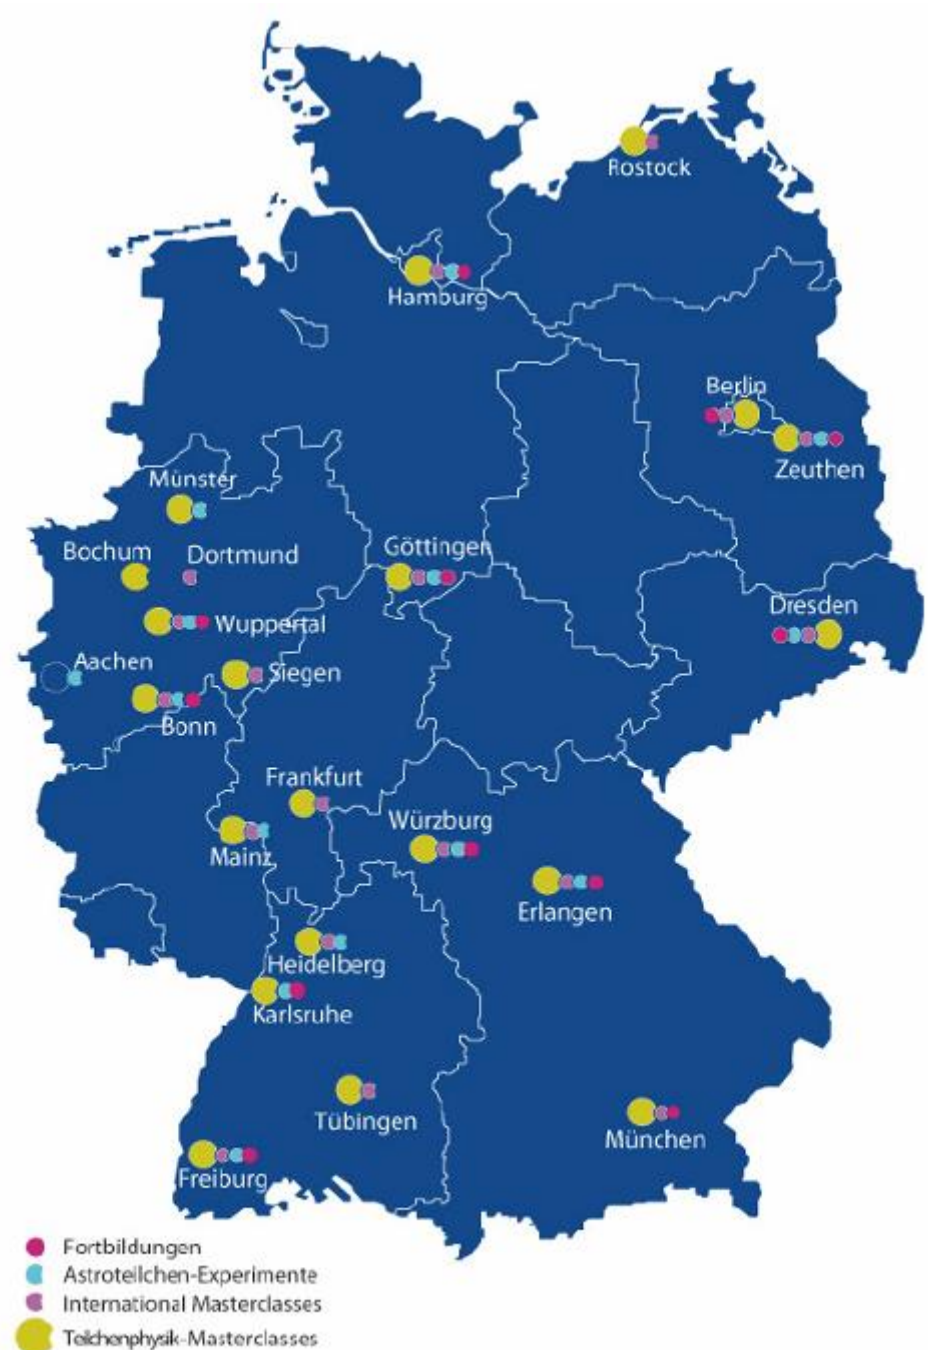 Rostock
Hamburg
Berlin
Zeuthen
Münster
Bochum
Dortmund
Göttingen
Dresden
Wuppertal
Aachen
Siegen
Bonn
Frankfurt
Würzburg
Mainz
Erlangen
Heidelberg
Karlsruhe
Tübingen
München
Freiburg
Fortbildungen
Astroteilchen-Experimente
International Masterclasses
Teilchenphysik-Masterclasses